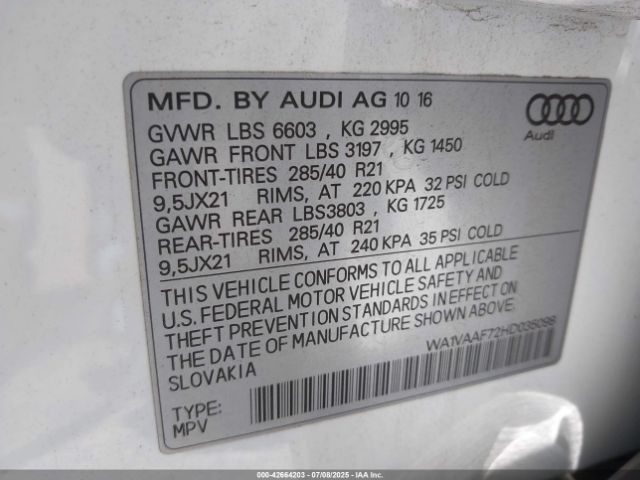 MFD. BY AUDI AG 10 16
GVWR LBS 6603 , KG 2995
GAWR FRONT LBS 3197 , KG 1450
FRONT-TIRES 285/40 R21
9,5JX21 RIMS, AT 220 KPA 32 PSI COLD
GAWR REAR LBS3803 , KG 1725
REAR-TIRES 285/40 R21
9,5JX21 RIMS, AT 240 KPA 35 PSI COLD
Audi
THIS VEHICLE CONFORMS TO ALL APPLICABLE
U.S. FEDERAL MOTOR VEHICLE SAFETY AND
THEFT PREVENTION STANDARDS IN EFFECT ON
THE DATE OF MANUFACTURE SHOWN ABOVE
SLOVAKIA
WA1VAAF72HD035098
TYPE:
MPV
000-42664203 | 07/08/2025 - IAAI.com